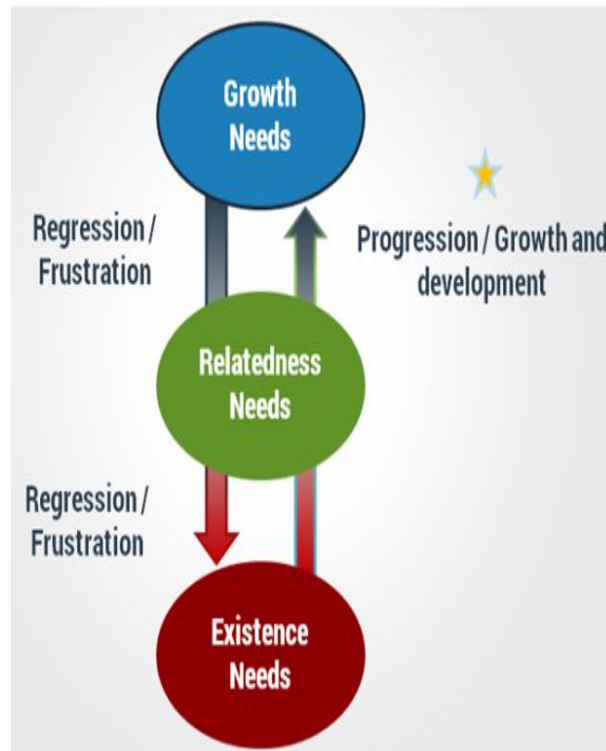 Growth
Needs
Regression /
Frustration
Progression / Growth and
development
Relatedness
Needs
Regression /
Frustration
Existence
Needs